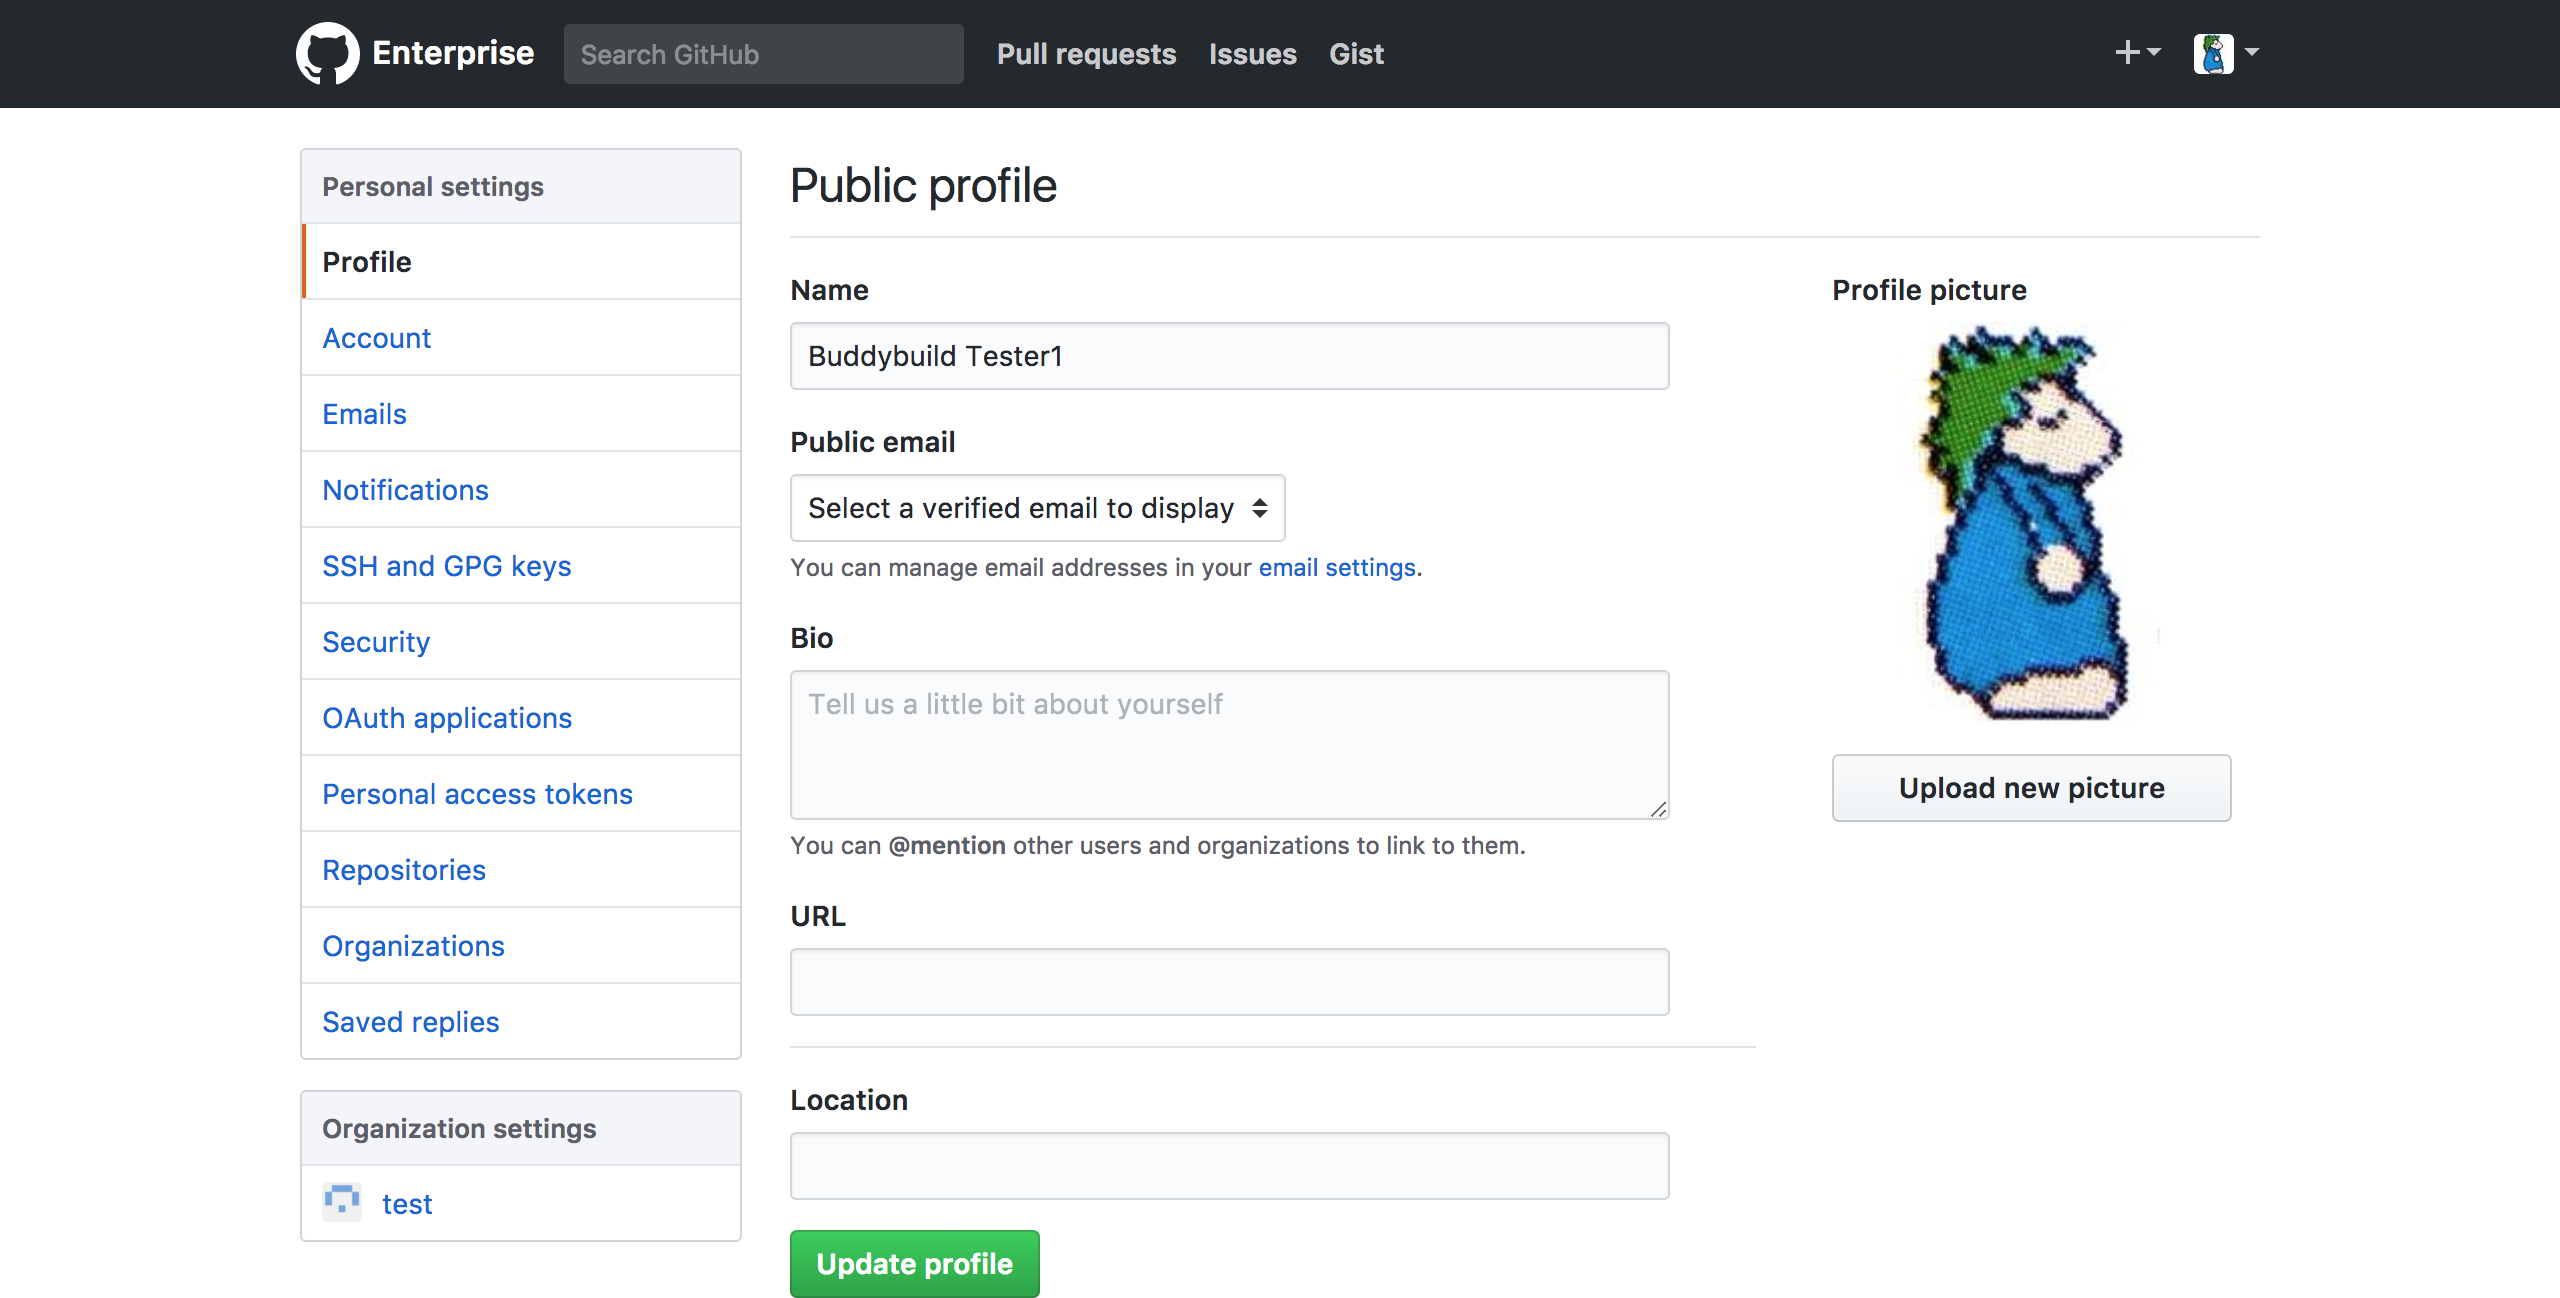 Enterprise
Search GitHub
Pull requests
Issues
Gist
Personal settings
Profile
Account
Emails
Notifications
SSH and GPG keys
Security
OAuth applications
Personal access tokens
Repositories
Organizations
Saved replies
Organization settings
test
Public profile
Name
Buddybuild Tester1
Public email
Select a verified email to display
You can manage email addresses in your email settings.
Bio
Tell us a little bit about yourself
You can @mention other users and organizations to link to them.
URL
Location
Update profile
Profile picture
Upload new picture